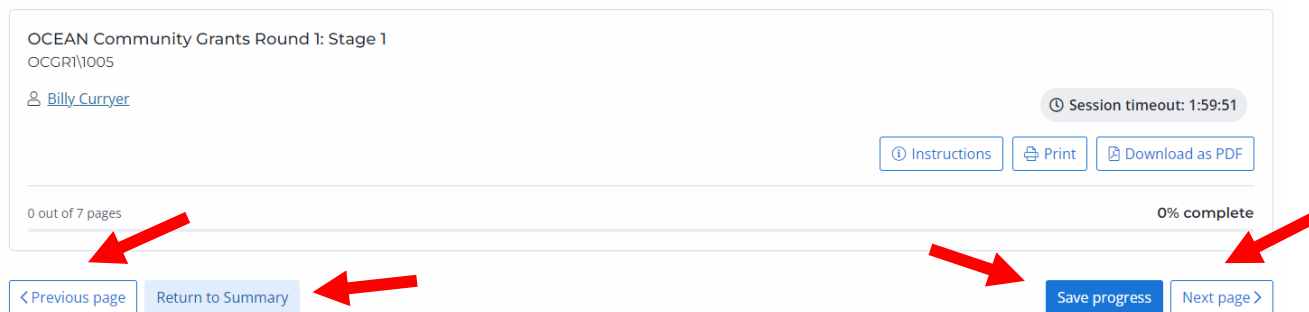 OCEAN Community Grants Round 1: Stage 1
OCGR1\1005
Billy Curryer
Session timeout: 1:59:51
Instructions Print Download as PDF
0 out of 7 pages 0% complete
Previous page Return to Summary Save progress Next page